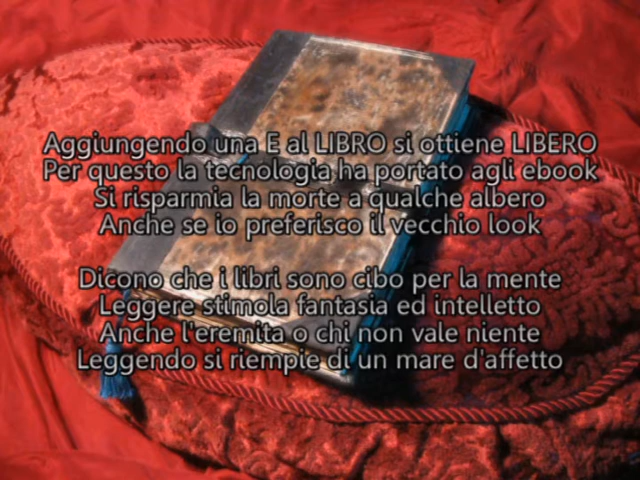 Aggiungendo una E al LIBRO si ottiene LIBERO
Per questo la tecnologia ha portato agli ebook
Si risparmia la morte a qualche albero
Anche se io preferisco il vecchio look
Dicono che i libri sono cibo per la mente
Leggere stimola fantasia ed intelletto
Anche l'eremita o chi non vale niente
Leggendo si riempie di un mare d'affetto